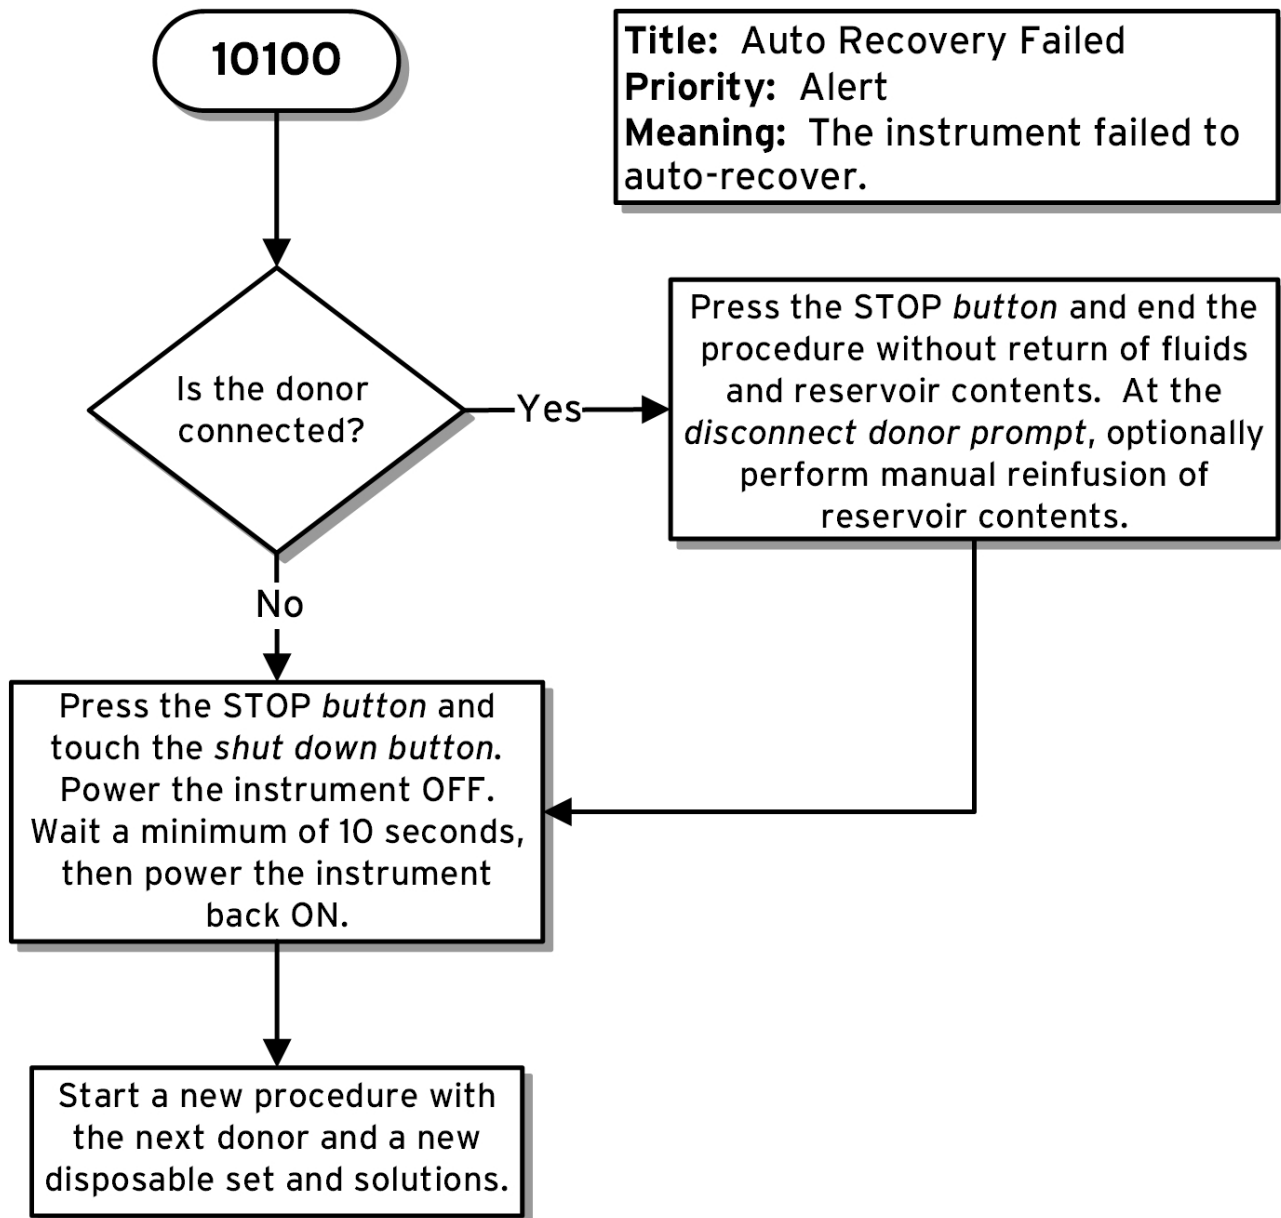 10100
Title:  Auto Recovery Failed
Priority:  Alert
Meaning:  The instrument failed to
auto-recover.
Is the donor
connected?
Yes
Press the STOP button and end the
procedure without return of fluids
and reservoir contents.  At the
disconnect donor prompt, optionally
perform manual reinfusion of
reservoir contents.
No
Press the STOP button and
touch the shut down button.
Power the instrument OFF.
Wait a minimum of 10 seconds,
then power the instrument
back ON.
Start a new procedure with
the next donor and a new
disposable set and solutions.